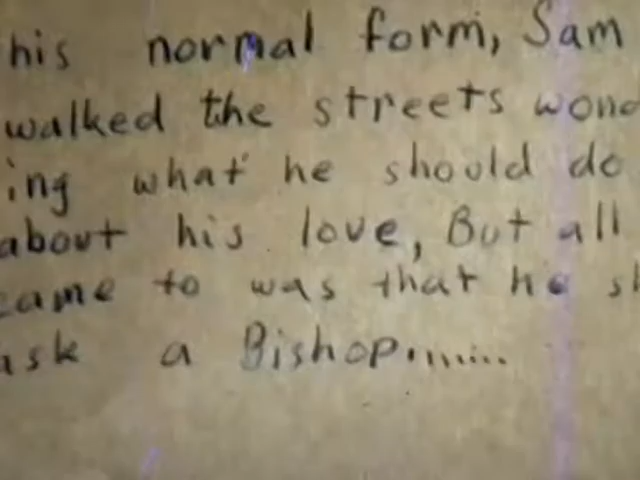 his normal form, Sam
walked the streets wond
ing what he should do
about his love, But all
came to was that he sh
ask a Bishop.......